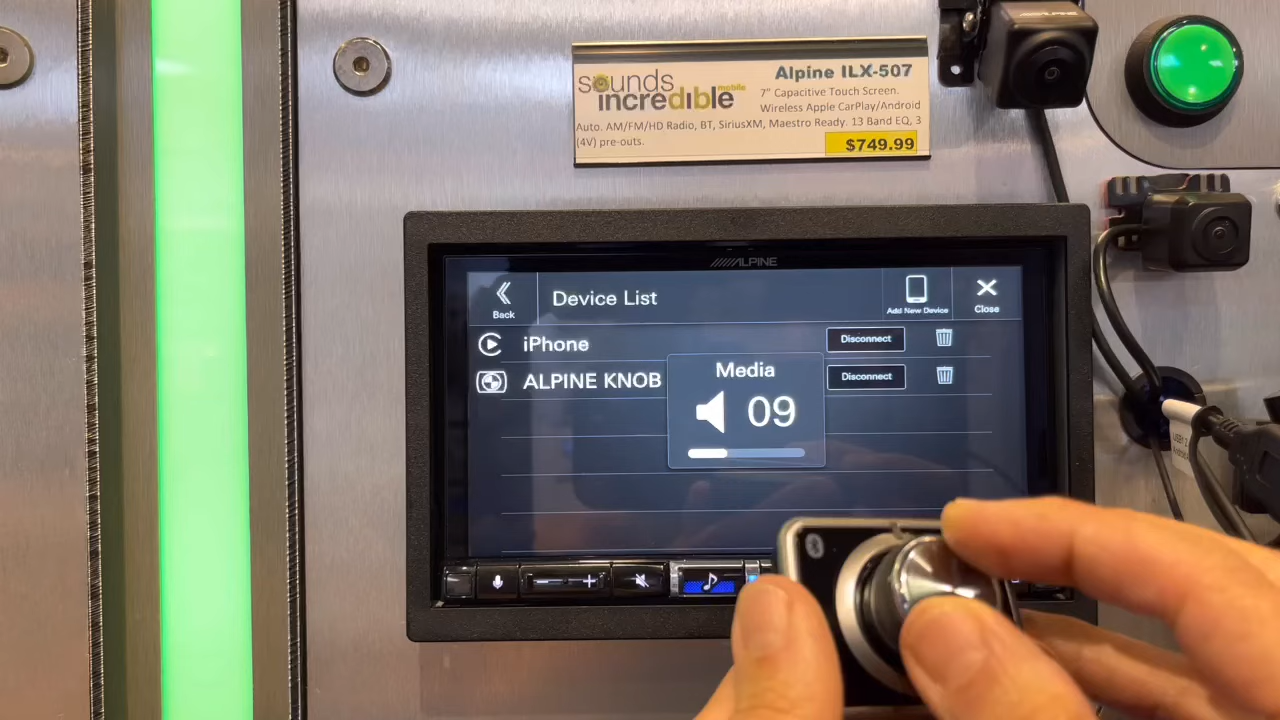 sounds
incredible mobile
Alpine ILX-507
7" Capacitive Touch Screen.
Wireless Apple CarPlay/Android
Auto. AM/FM/HD Radio, BT, SiriusXM, Maestro Ready. 13 Band EQ, 3
(4V) pre-outs.
$749.99
ALPINE
Back
Device List
Add New Device
Close
iPhone
Disconnect
ALPINE KNOB
Disconnect
Media
09